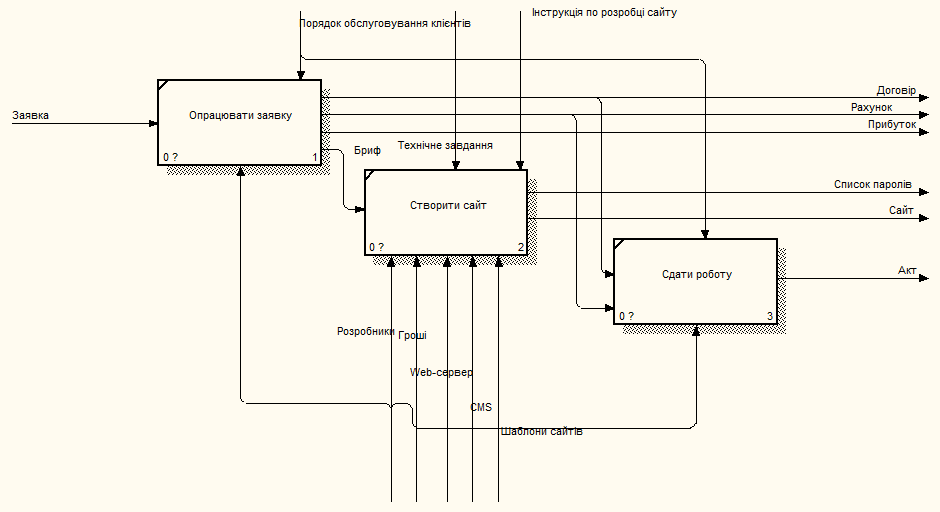 Інструкція по розробці сайту
Порядок обслуговування клієнтів
Договір
Рахунок
Заявка
Опрацювати заявку
Прибуток
Бриф
Технічне завдання
0 ?
1
Список паролів
Створити сайт
Сайт
0 ?
2
Сдати роботу
Акт
0 ?
3
Розробники
Гроші
Web-сервер
CMS
Шаблони сайтів